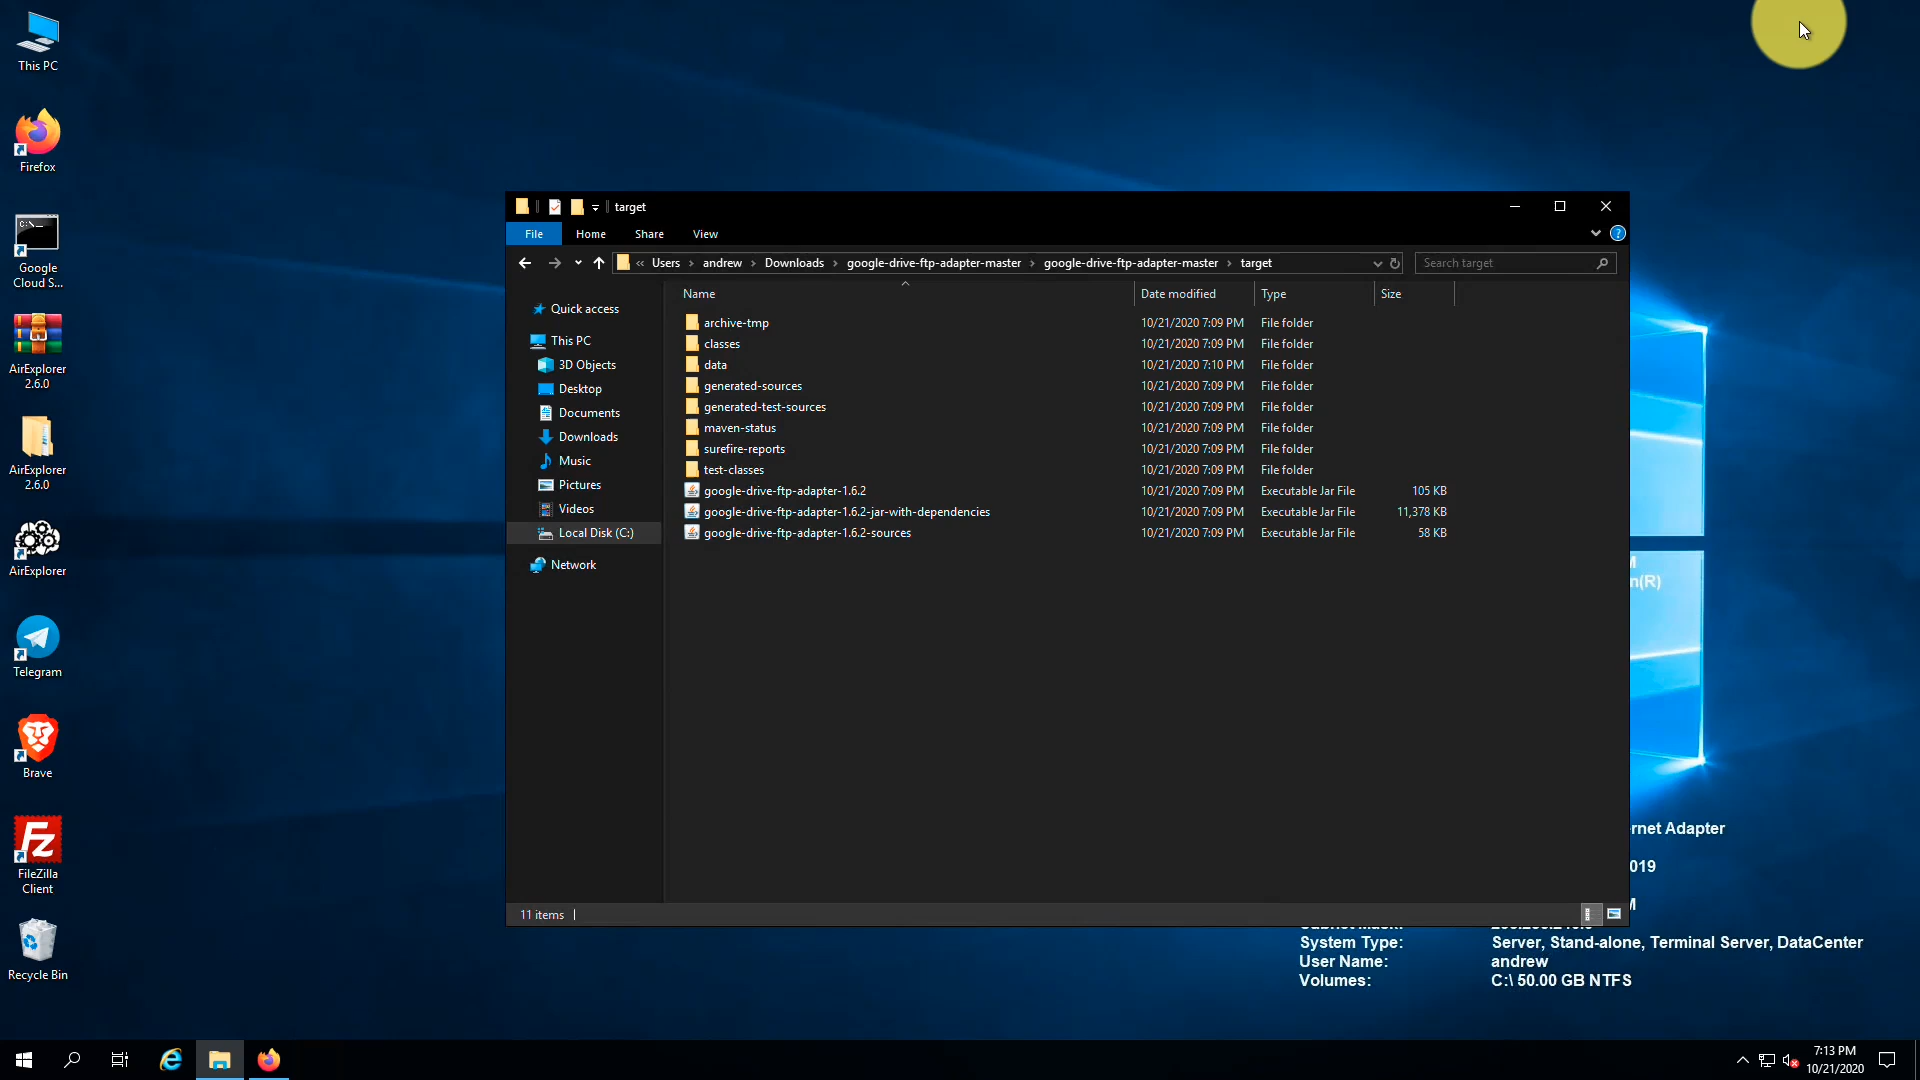 This PC
Firefox
Google
Cloud S...
AirExplorer
2.6.0
AirExplorer
2.6.0
AirExplorer
Telegram
Brave
FileZilla
Client
Recycle Bin
target
File Home Share View
« Users › andrew › Downloads › google-drive-ftp-adapter-master › google-drive-ftp-adapter-master › target
Search target
Quick access
This PC
3D Objects
Desktop
Documents
Downloads
Music
Pictures
Videos
Local Disk (C:)
Network
Name Date modified Type Size
archive-tmp 10/21/2020 7:09 PM File folder
classes 10/21/2020 7:09 PM File folder
data 10/21/2020 7:10 PM File folder
generated-sources 10/21/2020 7:09 PM File folder
generated-test-sources 10/21/2020 7:09 PM File folder
maven-status 10/21/2020 7:09 PM File folder
surefire-reports 10/21/2020 7:09 PM File folder
test-classes 10/21/2020 7:09 PM File folder
google-drive-ftp-adapter-1.6.2 10/21/2020 7:09 PM Executable Jar File 105 KB
google-drive-ftp-adapter-1.6.2-jar-with-dependencies 10/21/2020 7:09 PM Executable Jar File 11,378 KB
google-drive-ftp-adapter-1.6.2-sources 10/21/2020 7:09 PM Executable Jar File 58 KB
11 items
n(R)
rnet Adapter
019
System Type: Server, Stand-alone, Terminal Server, DataCenter
User Name: andrew
Volumes: C:\ 50.00 GB NTFS
7:13 PM
10/21/2020